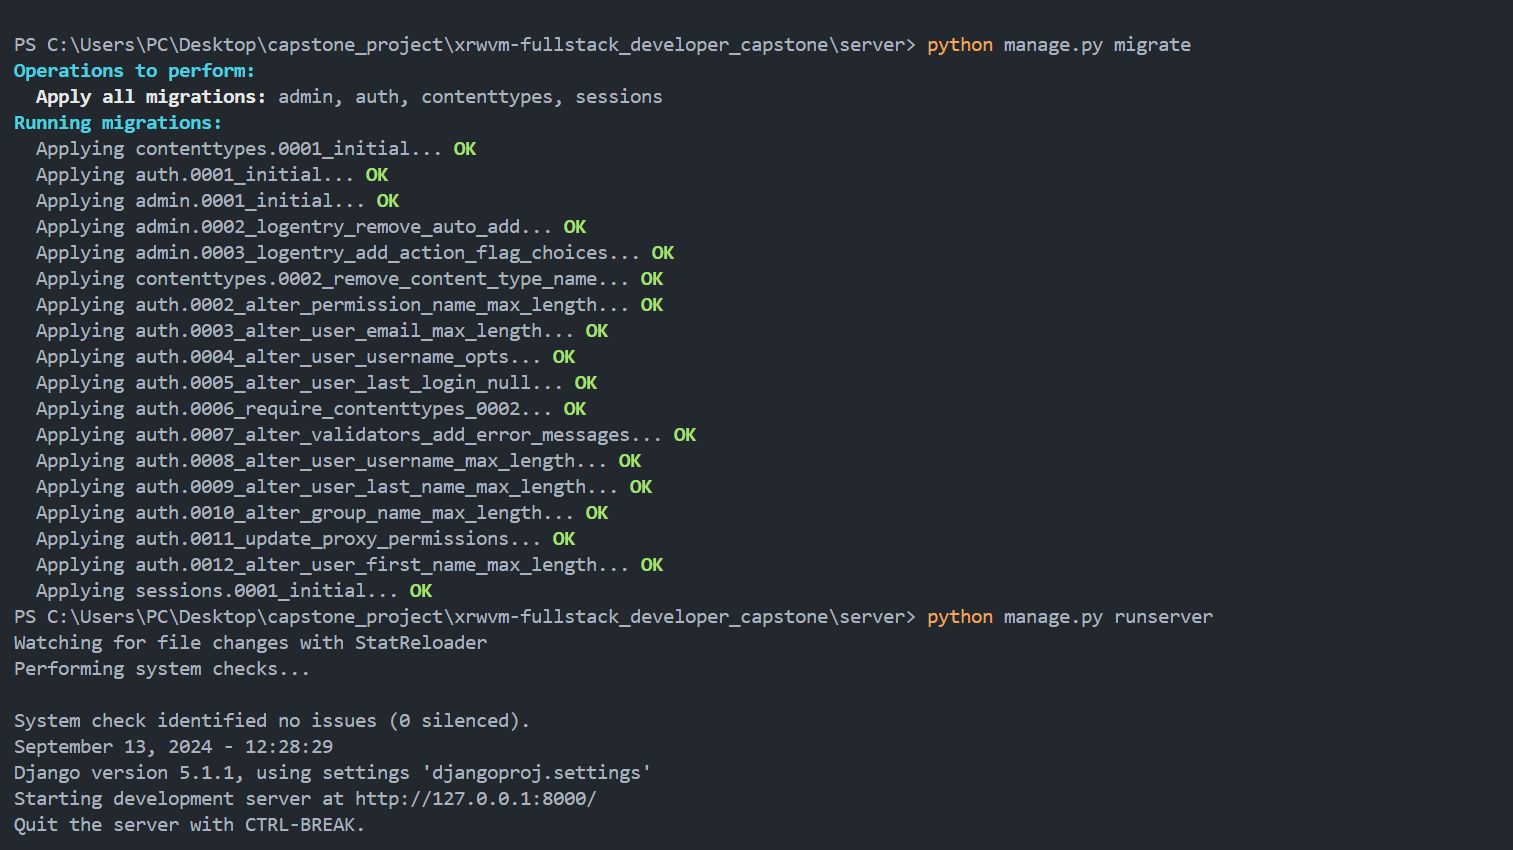 PS C:\Users\PC\Desktop\capstone_project\xrwvm-fullstack_developer_capstone\server> python manage.py migrate
Operations to perform:
  Apply all migrations: admin, auth, contenttypes, sessions
Running migrations:
  Applying contenttypes.0001_initial... OK
  Applying auth.0001_initial... OK
  Applying admin.0001_initial... OK
  Applying admin.0002_logentry_remove_auto_add... OK
  Applying admin.0003_logentry_add_action_flag_choices... OK
  Applying contenttypes.0002_remove_content_type_name... OK
  Applying auth.0002_alter_permission_name_max_length... OK
  Applying auth.0003_alter_user_email_max_length... OK
  Applying auth.0004_alter_user_username_opts... OK
  Applying auth.0005_alter_user_last_login_null... OK
  Applying auth.0006_require_contenttypes_0002... OK
  Applying auth.0007_alter_validators_add_error_messages... OK
  Applying auth.0008_alter_user_username_max_length... OK
  Applying auth.0009_alter_user_last_name_max_length... OK
  Applying auth.0010_alter_group_name_max_length... OK
  Applying auth.0011_update_proxy_permissions... OK
  Applying auth.0012_alter_user_first_name_max_length... OK
  Applying sessions.0001_initial... OK
PS C:\Users\PC\Desktop\capstone_project\xrwvm-fullstack_developer_capstone\server> python manage.py runserver
Watching for file changes with StatReloader
Performing system checks...

System check identified no issues (0 silenced).
September 13, 2024 - 12:28:29
Django version 5.1.1, using settings 'djangoproj.settings'
Starting development server at http://127.0.0.1:8000/
Quit the server with CTRL-BREAK.